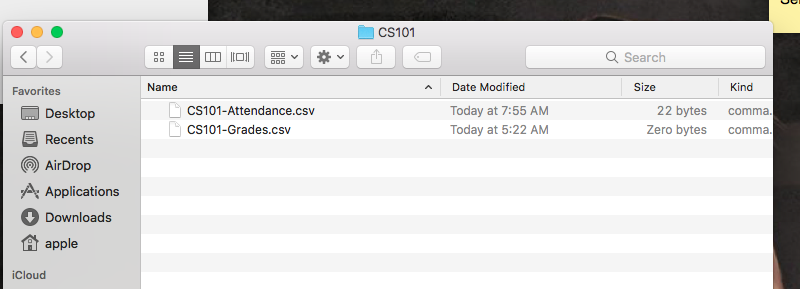 CS101
Search
Favorites
Desktop
Recents
AirDrop
Applications
Downloads
apple
iCloud
Name Date Modified Size Kind
CS101-Attendance.csv Today at 7:55 AM 22 bytes comma.
CS101-Grades.csv Today at 5:22 AM Zero bytes comma.